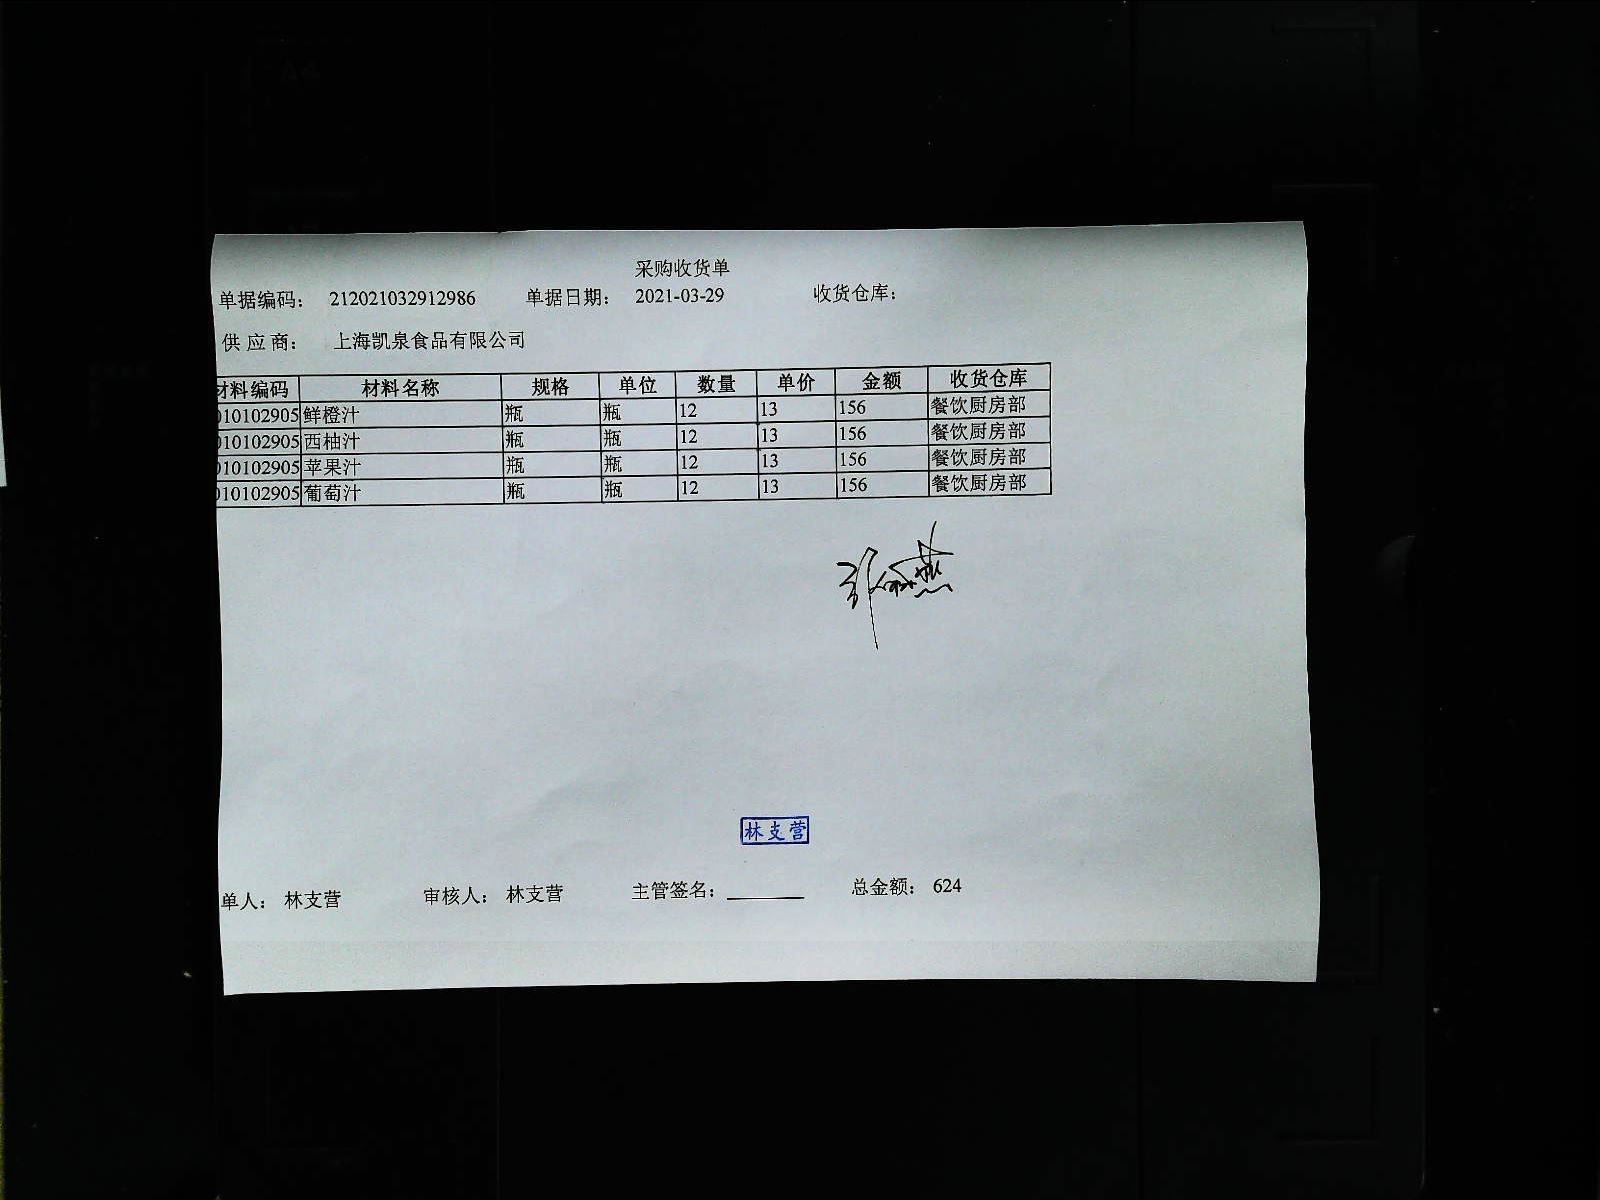 采购收货单
单据编码： 212021032912986 单据日期： 2021-03-29 收货仓库：
供应商： 上海凯泉食品有限公司
材料编码 材料名称 规格 单位 数量 单价 金额 收货仓库
010102905 鲜橙汁 瓶 瓶 12 13 156 餐饮厨房部
010102905 西柚汁 瓶 瓶 12 13 156 餐饮厨房部
010102905 苹果汁 瓶 瓶 12 13 156 餐饮厨房部
010102905 葡萄汁 瓶 瓶 12 13 156 餐饮厨房部
林支营
单人： 林支营 审核人： 林支营 主管签名： 总金额： 624